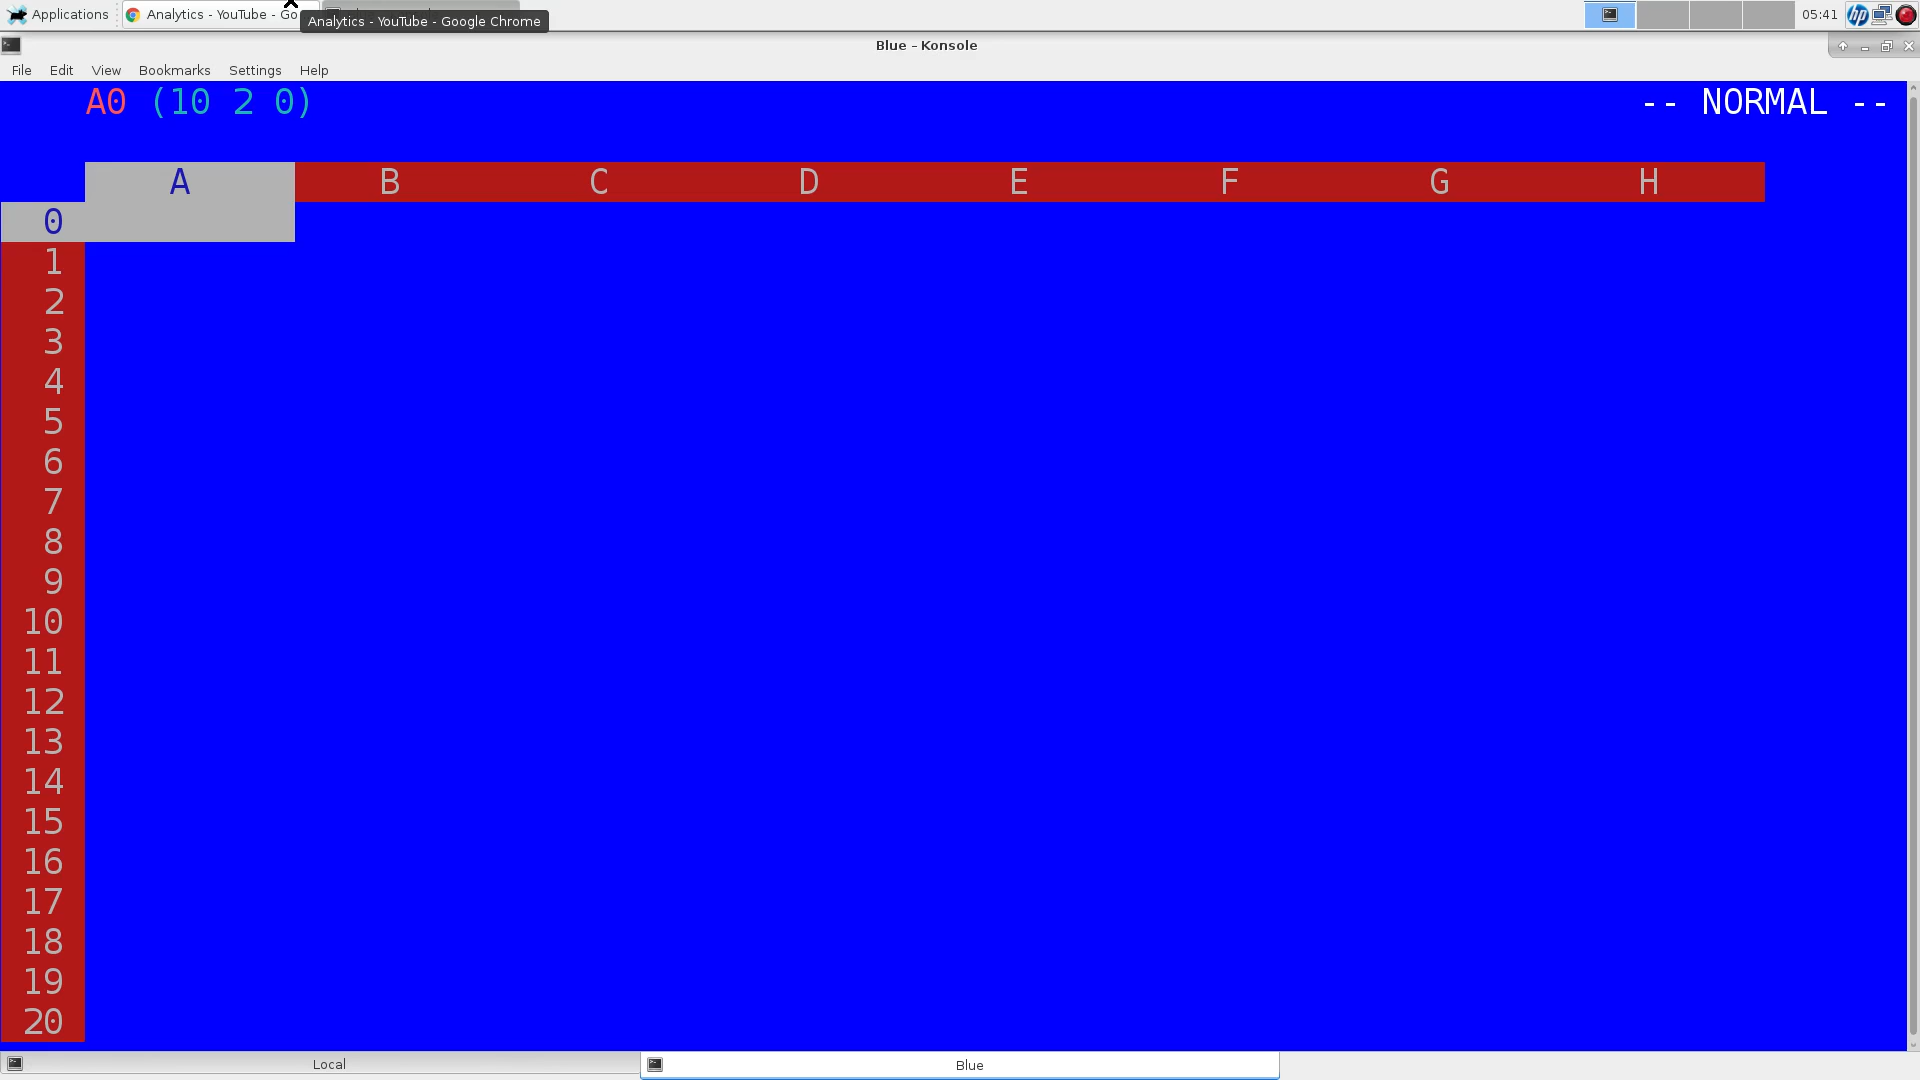 Applications
Analytics - YouTube - Go
Analytics - YouTube - Google Chrome
05:41
hp
Blue – Konsole
File Edit View Bookmarks Settings Help
A0 (10 2 0)
-- NORMAL --
A B C D E F G H
0
1
2
3
4
5
6
7
8
9
10
11
12
13
14
15
16
17
18
19
20
Local
Blue